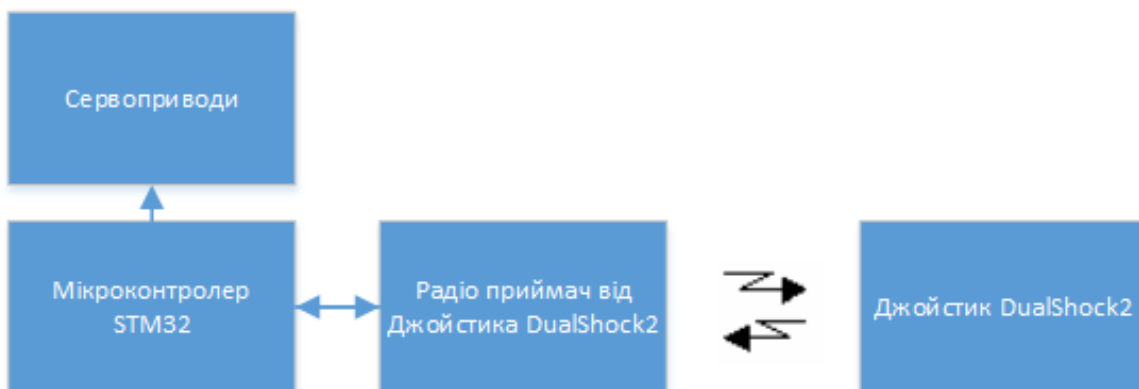 Сервоприводи
Мікроконтролер
STM32
Радіо приймач від
Джойстика DualShock2
Джойстик DualShock2